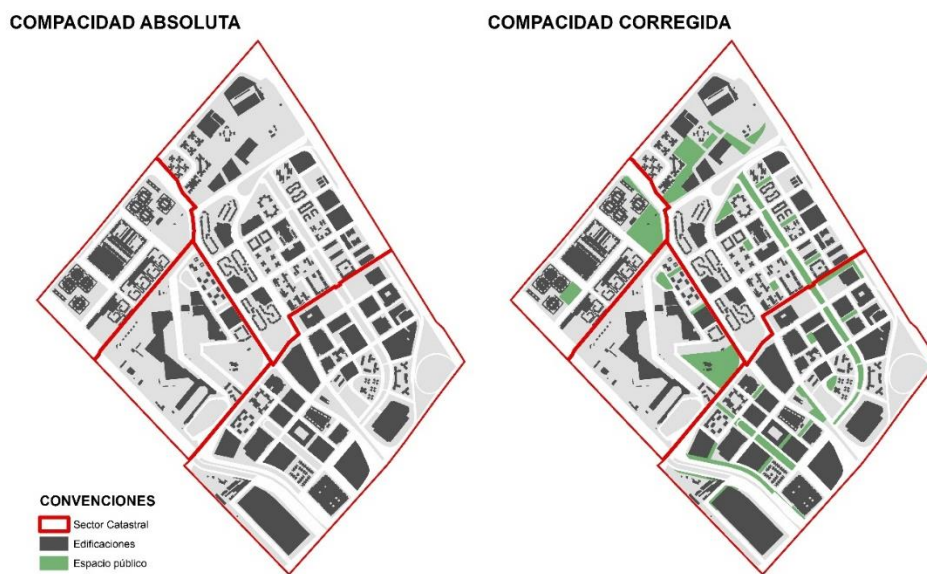 COMPACIDAD ABSOLUTA
COMPACIDAD CORREGIDA
CONVENCIONES
Sector Catastral
Edificaciones
Espacio público